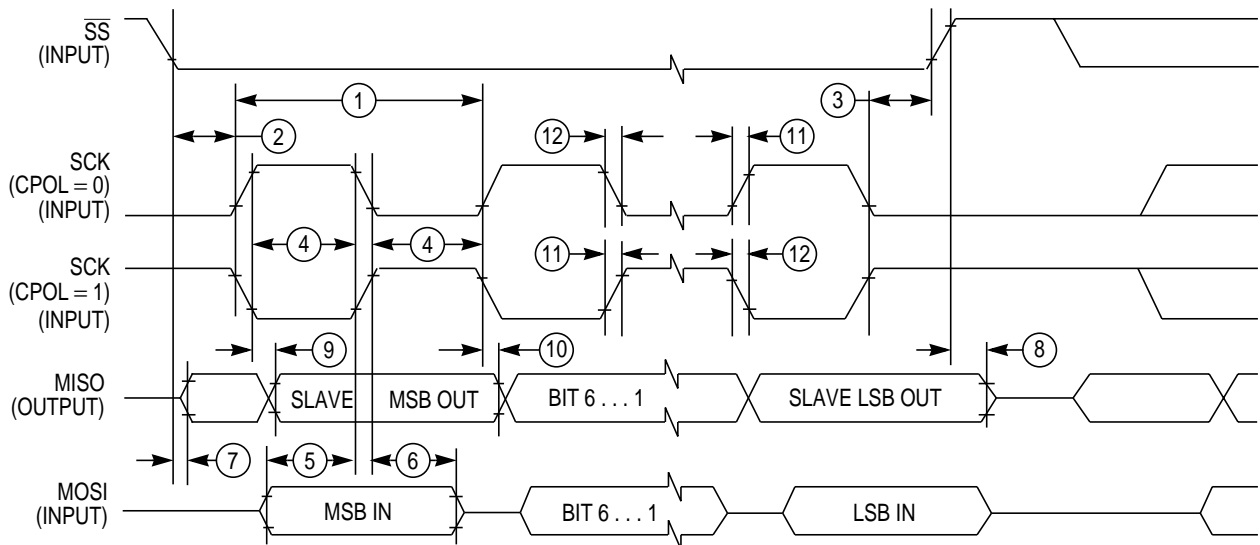 SS
(INPUT)
1
3
2
12
11
SCK
(CPOL = 0)
(INPUT)
4
4
11
12
SCK
(CPOL = 1)
(INPUT)
9
10
8
MISO
(OUTPUT)
SLAVE
MSB OUT
BIT 6 . . . 1
SLAVE LSB OUT
7
5
6
MOSI
(INPUT)
MSB IN
BIT 6 . . . 1
LSB IN